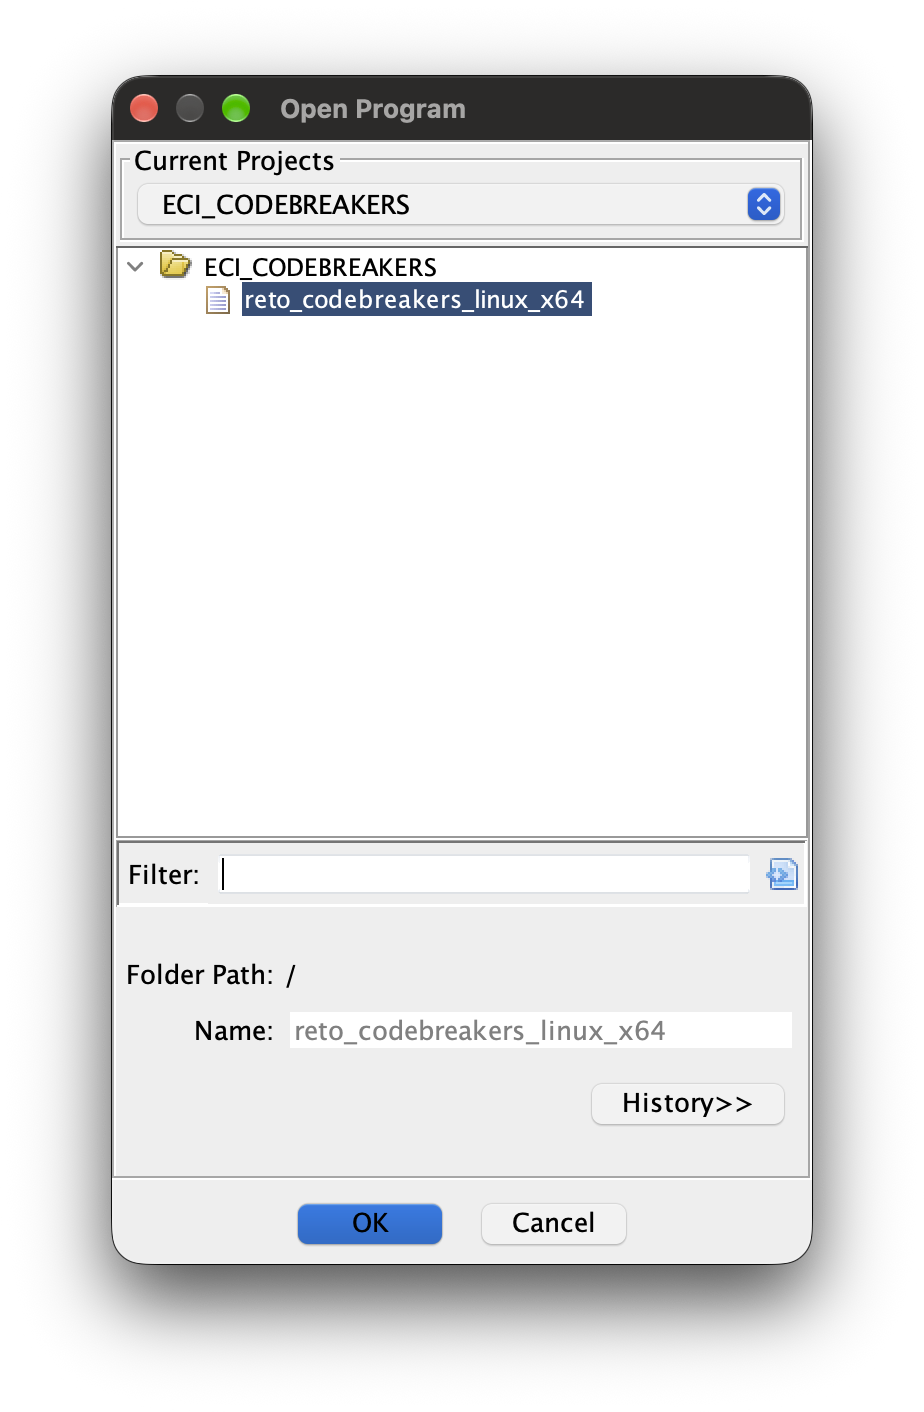 Open Program
Current Projects
ECI_CODEBREAKERS
ECI_CODEBREAKERS
reto_codebreakers_linux_x64
Filter:
Folder Path: /
Name: reto_codebreakers_linux_x64
History>>
OK Cancel